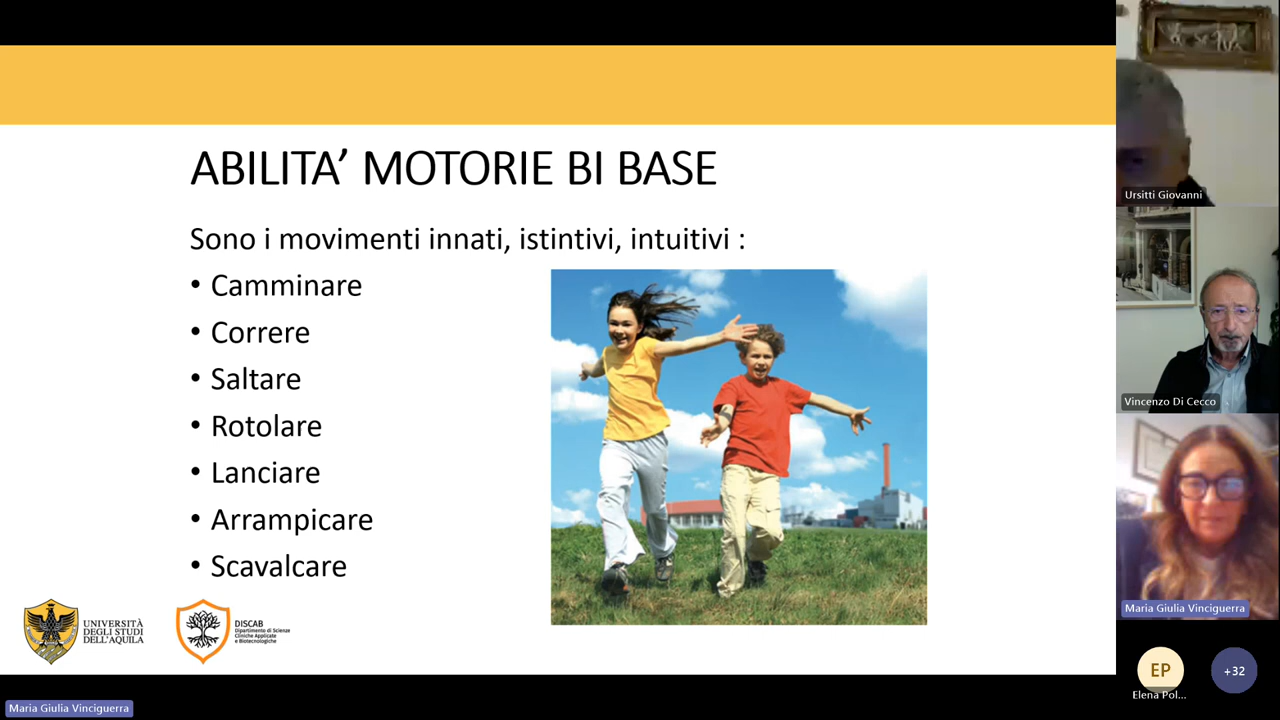 ABILITA’ MOTORIE BI BASE
Sono i movimenti innati, istintivi, intuitivi :
• Camminare
• Correre
• Saltare
• Rotolare
• Lanciare
• Arrampicare
• Scavalcare
UNIVERSITÀ
DEGLI STUDI
DELL'AQUILA
DISCAB
Dipartimento di Scienze
Cliniche Applicate
e Biotecnologiche
Maria Giulia Vinciguerra
Ursitti Giovanni
Vincenzo Di Cecco
Maria Giulia Vinciguerra
EP
Elena Pol...
+32